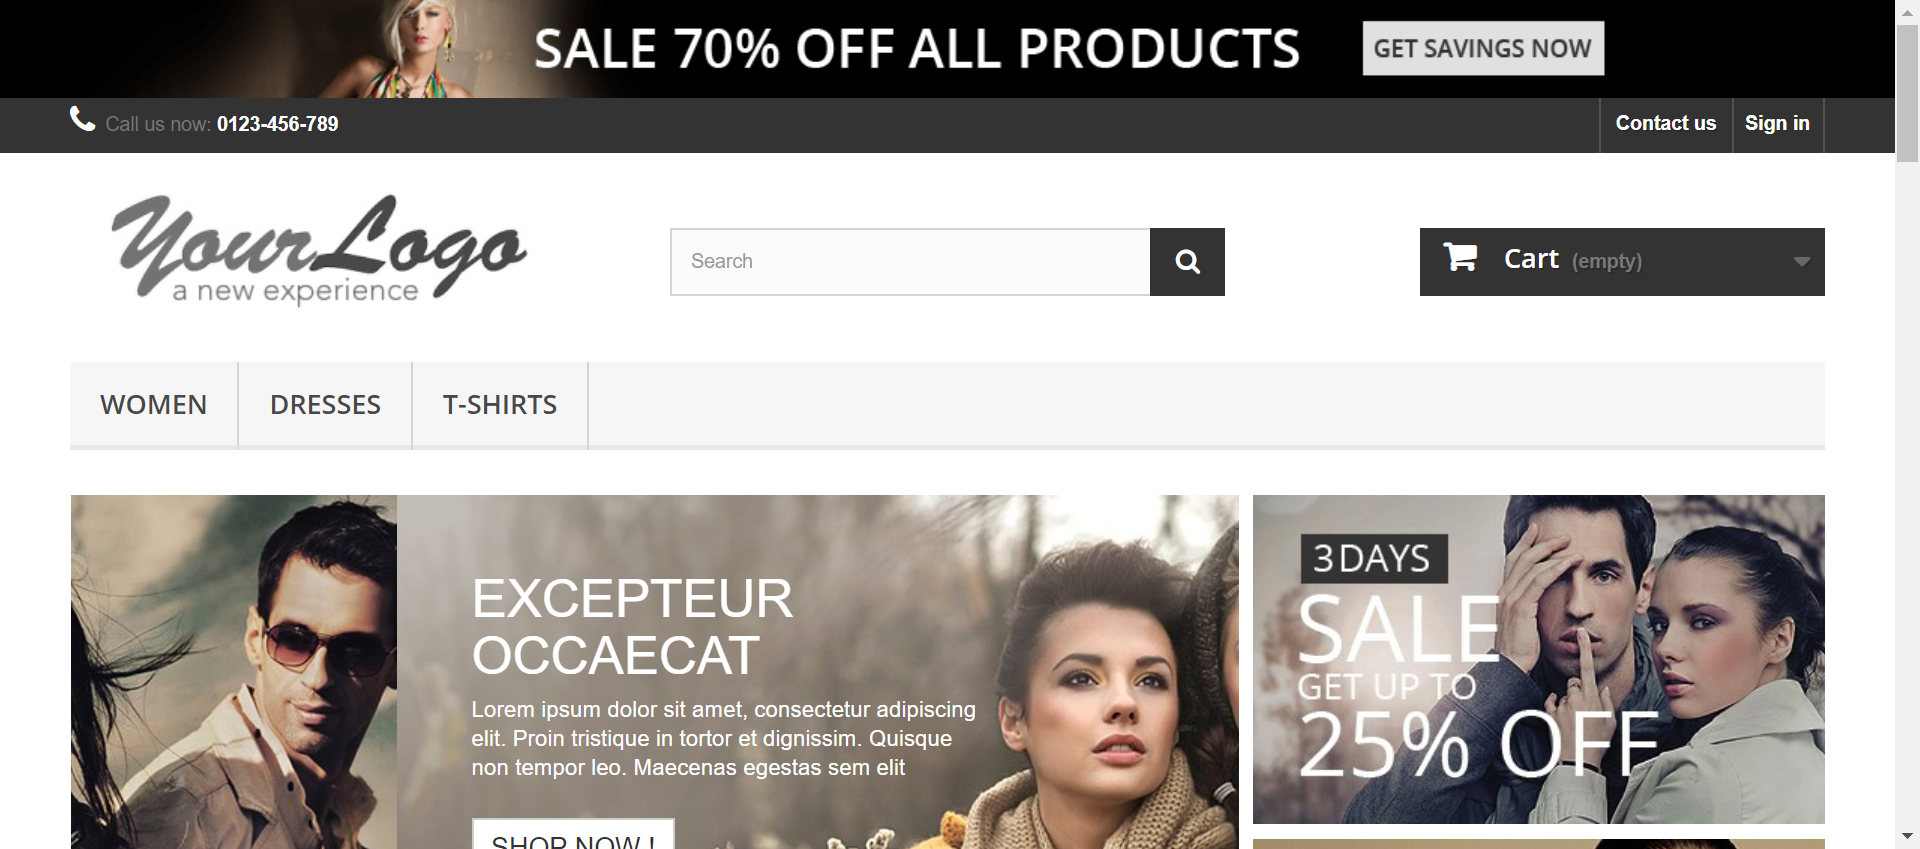 SALE 70% OFF ALL PRODUCTS
GET SAVINGS NOW
Call us now: 0123-456-789
Contact us
Sign in
YourLogo
a new experience
Search
Cart (empty)
WOMEN
DRESSES
T-SHIRTS
EXCEPTEUR
OCCAECAT
Lorem ipsum dolor sit amet, consectetur adipiscing
elit. Proin tristique in tortor et dignissim. Quisque
non tempor leo. Maecenas egestas sem elit
SHOP NOW !
3 DAYS
SALE
GET UP TO
25% OFF